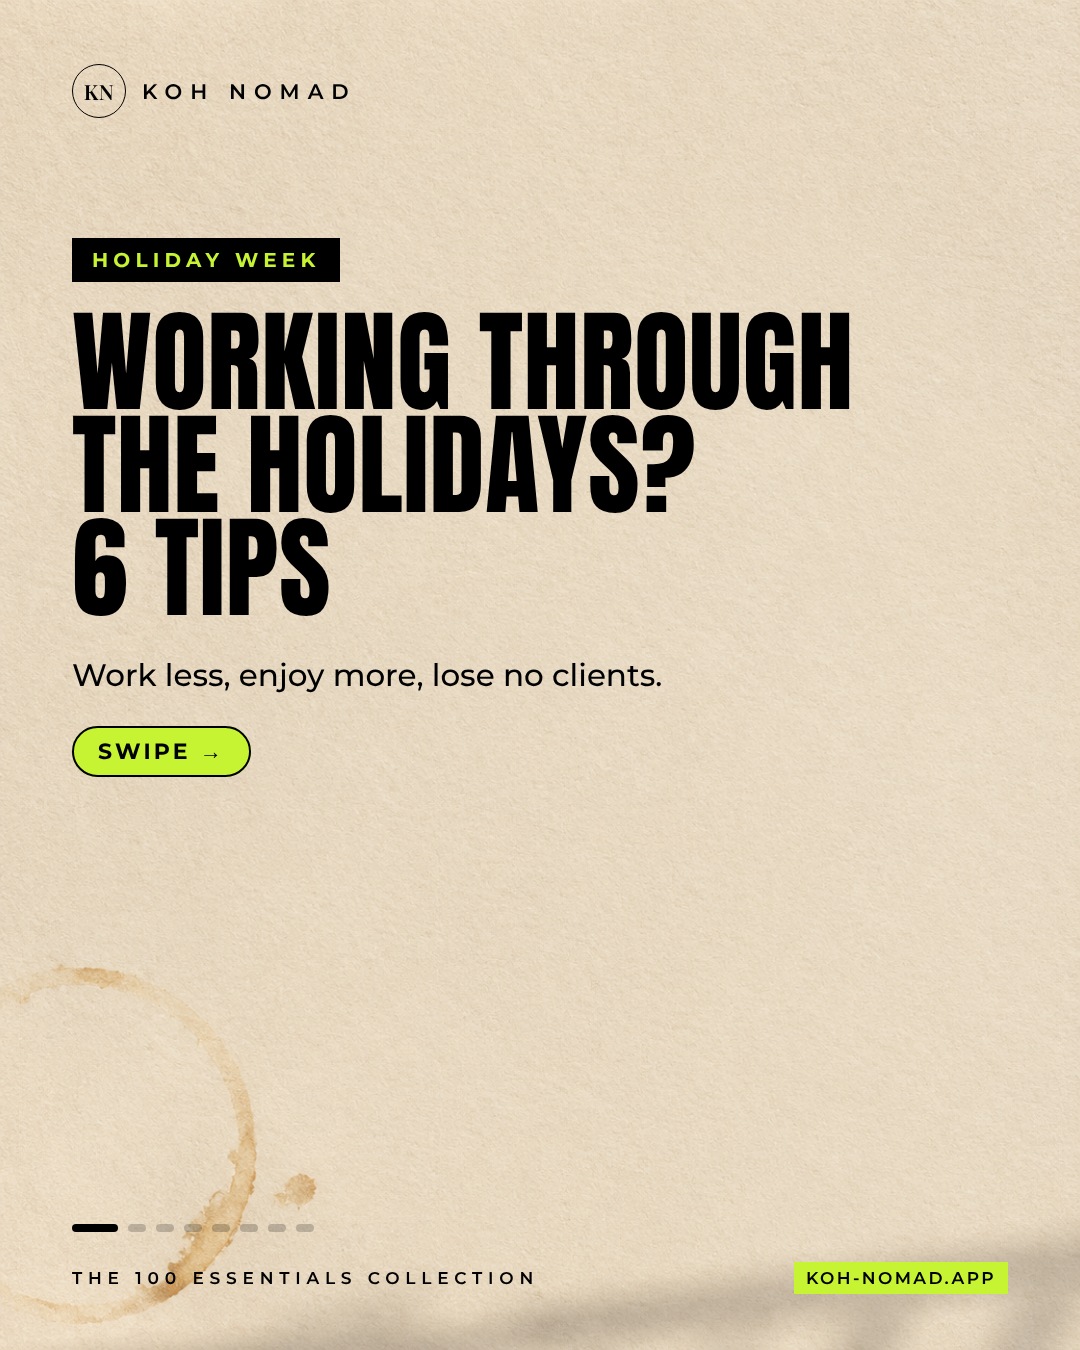 KN
KOH NOMAD
HOLIDAY WEEK
WORKING THROUGH
THE HOLIDAYS?
6 TIPS
Work less, enjoy more, lose no clients.
SWIPE →
THE 100 ESSENTIALS COLLECTION
KOH-NOMAD.APP